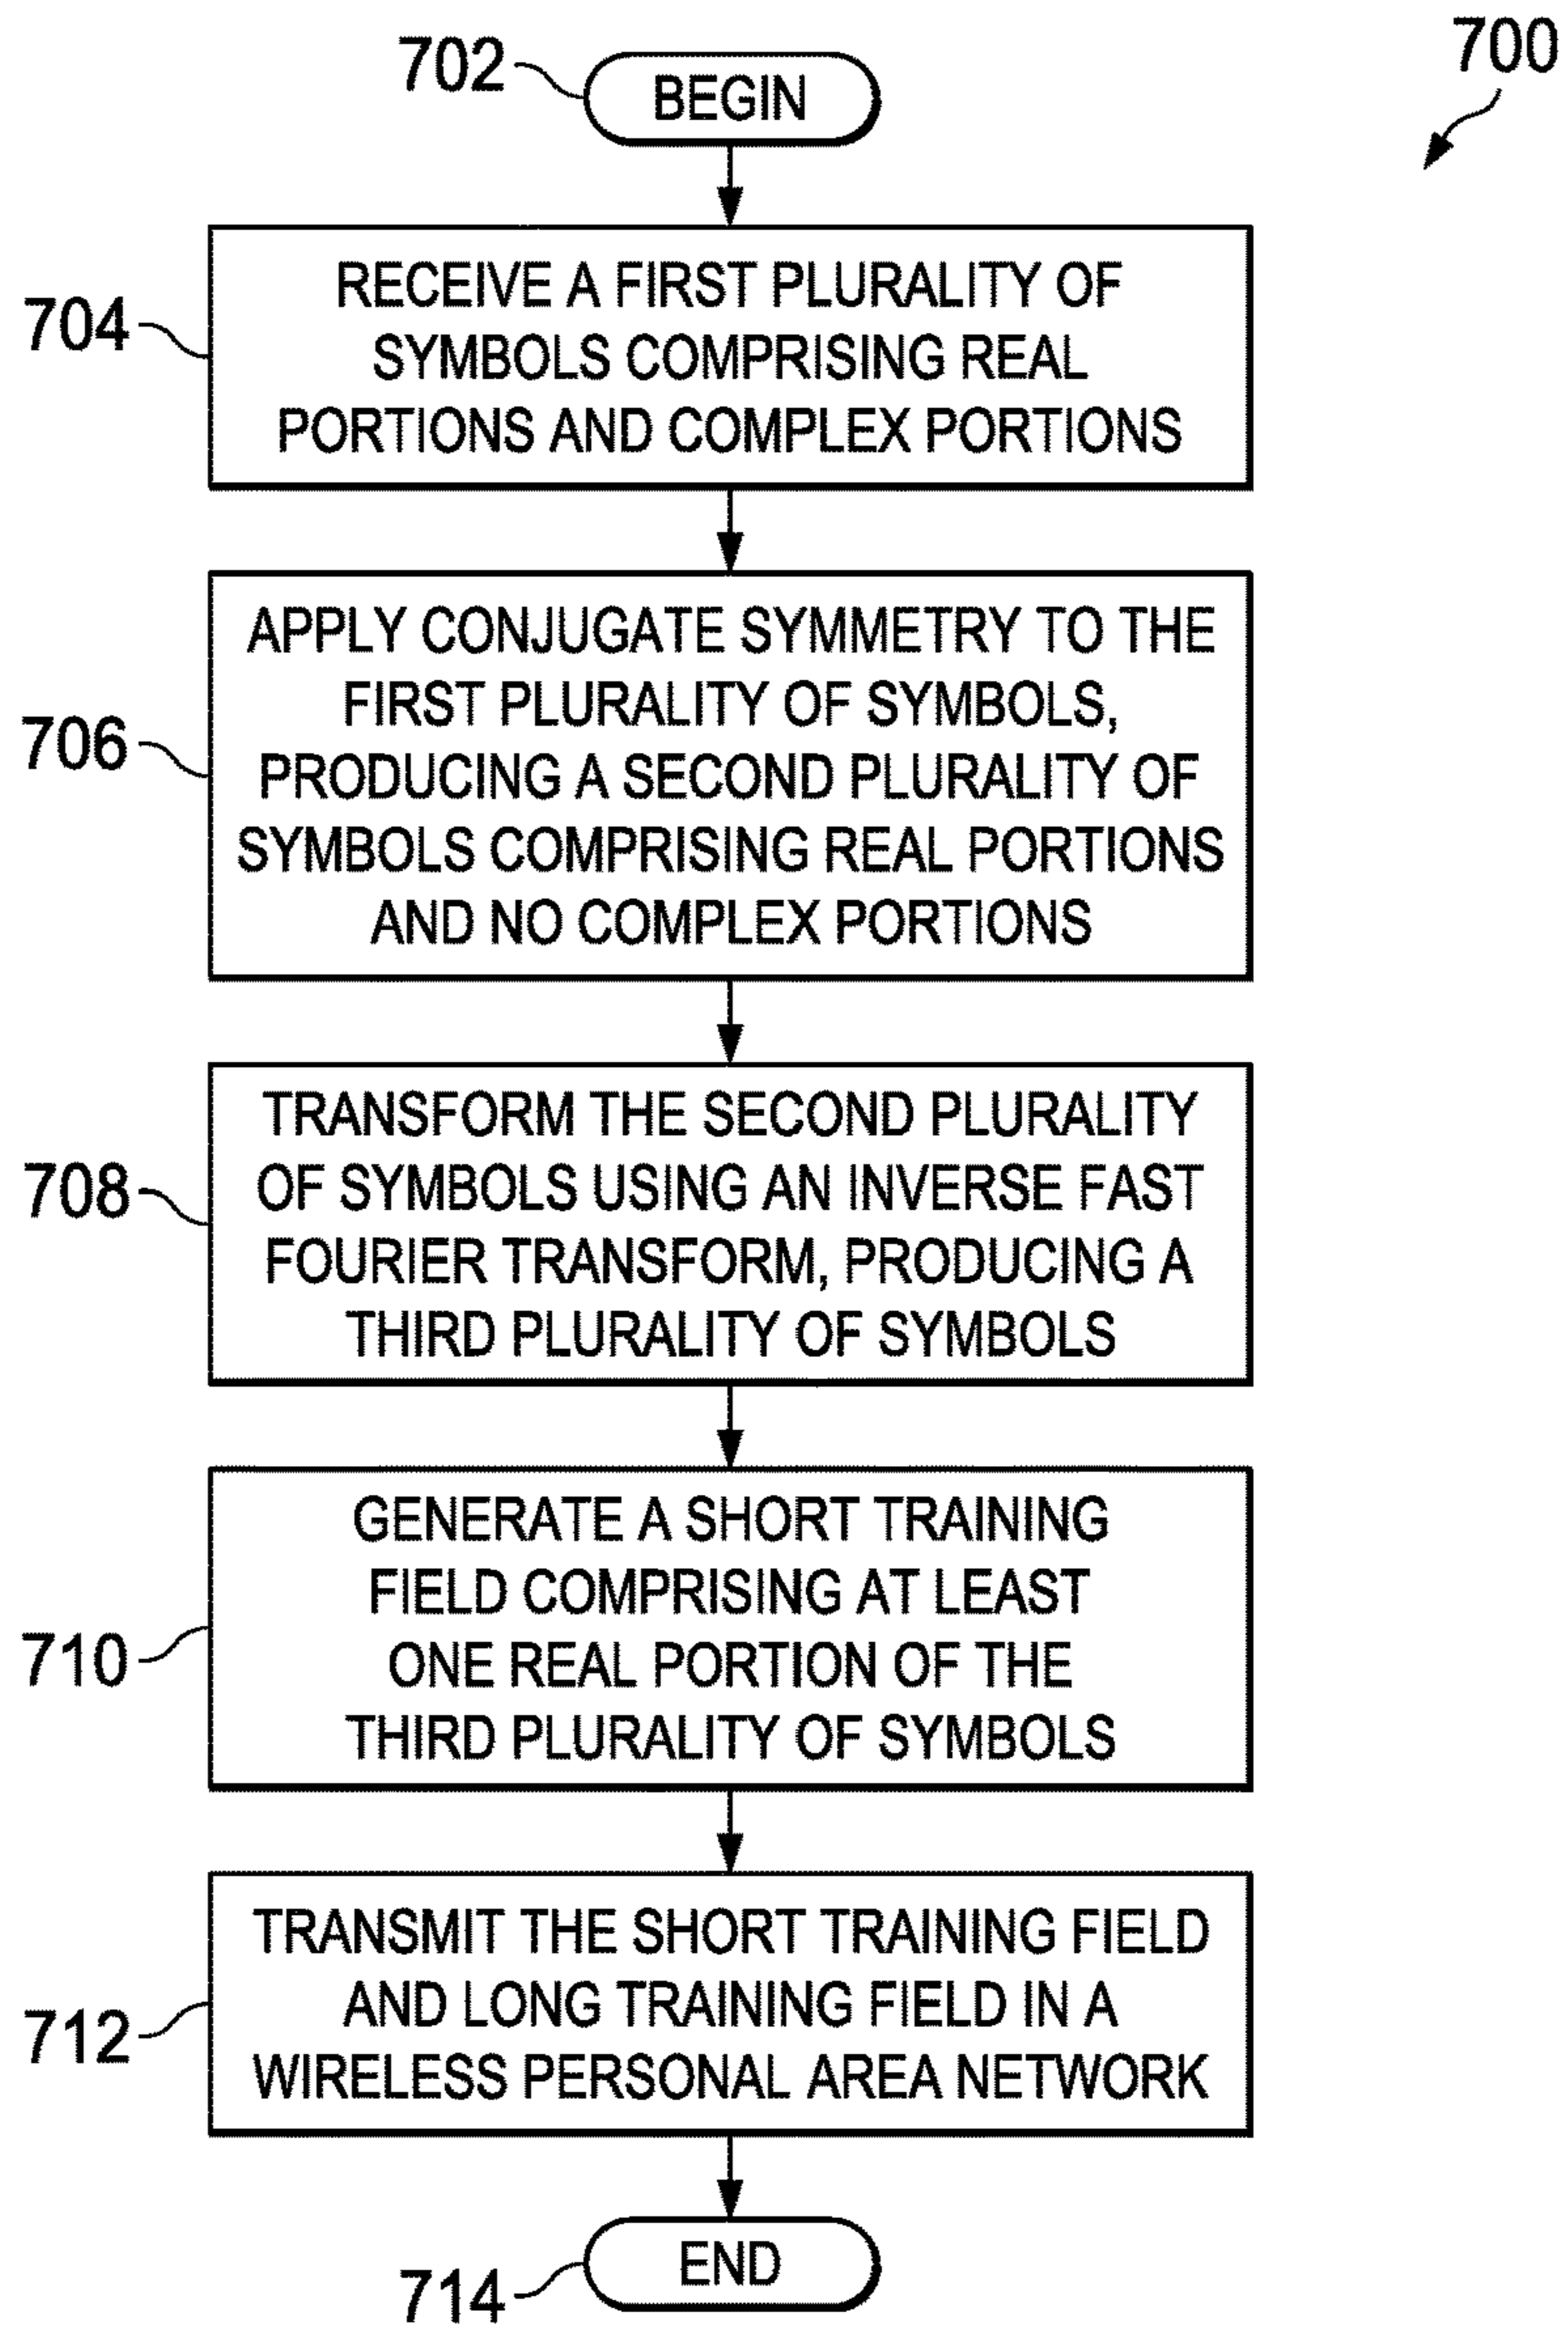 700
702
BEGIN
704
RECEIVE A FIRST PLURALITY OF
SYMBOLS COMPRISING REAL
PORTIONS AND COMPLEX PORTIONS
706
APPLY CONJUGATE SYMMETRY TO THE
FIRST PLURALITY OF SYMBOLS,
PRODUCING A SECOND PLURALITY OF
SYMBOLS COMPRISING REAL PORTIONS
AND NO COMPLEX PORTIONS
708
TRANSFORM THE SECOND PLURALITY
OF SYMBOLS USING AN INVERSE FAST
FOURIER TRANSFORM, PRODUCING A
THIRD PLURALITY OF SYMBOLS
710
GENERATE A SHORT TRAINING
FIELD COMPRISING AT LEAST
ONE REAL PORTION OF THE
THIRD PLURALITY OF SYMBOLS
712
TRANSMIT THE SHORT TRAINING FIELD
AND LONG TRAINING FIELD IN A
WIRELESS PERSONAL AREA NETWORK
714
END